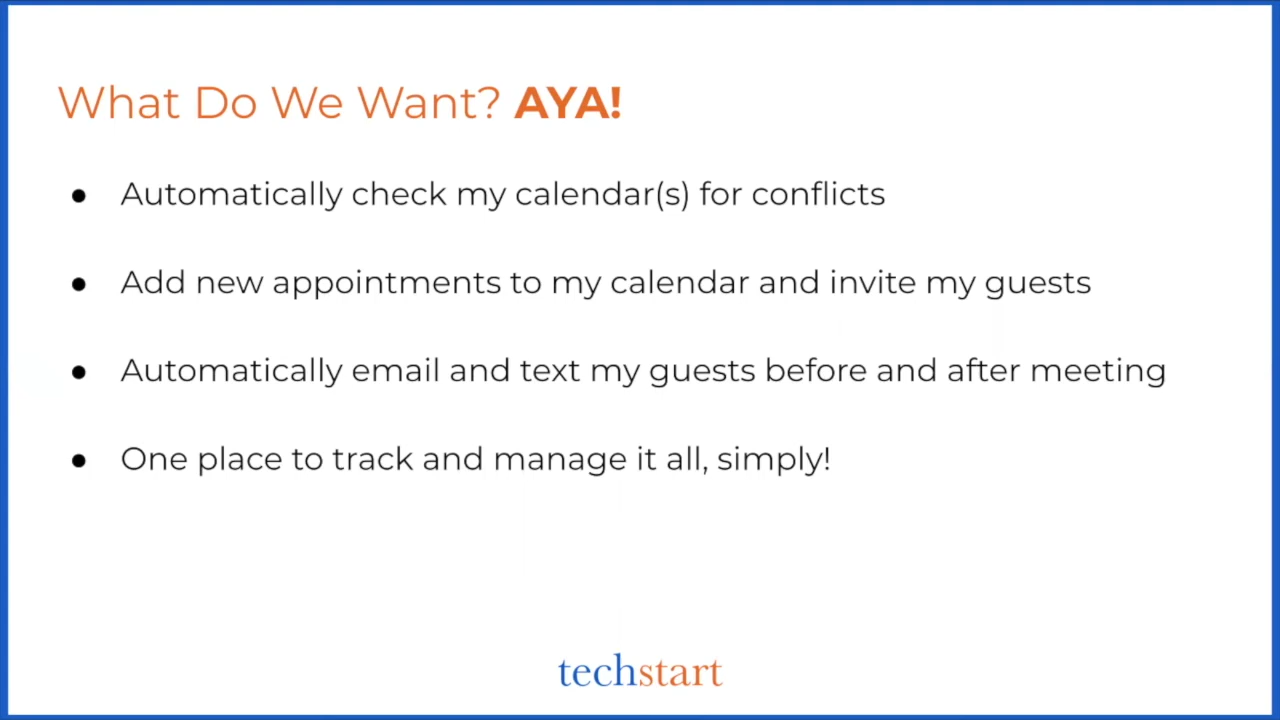 What Do We Want? AYA!
● Automatically check my calendar(s) for conflicts
● Add new appointments to my calendar and invite my guests
● Automatically email and text my guests before and after meeting
● One place to track and manage it all, simply!
techstart